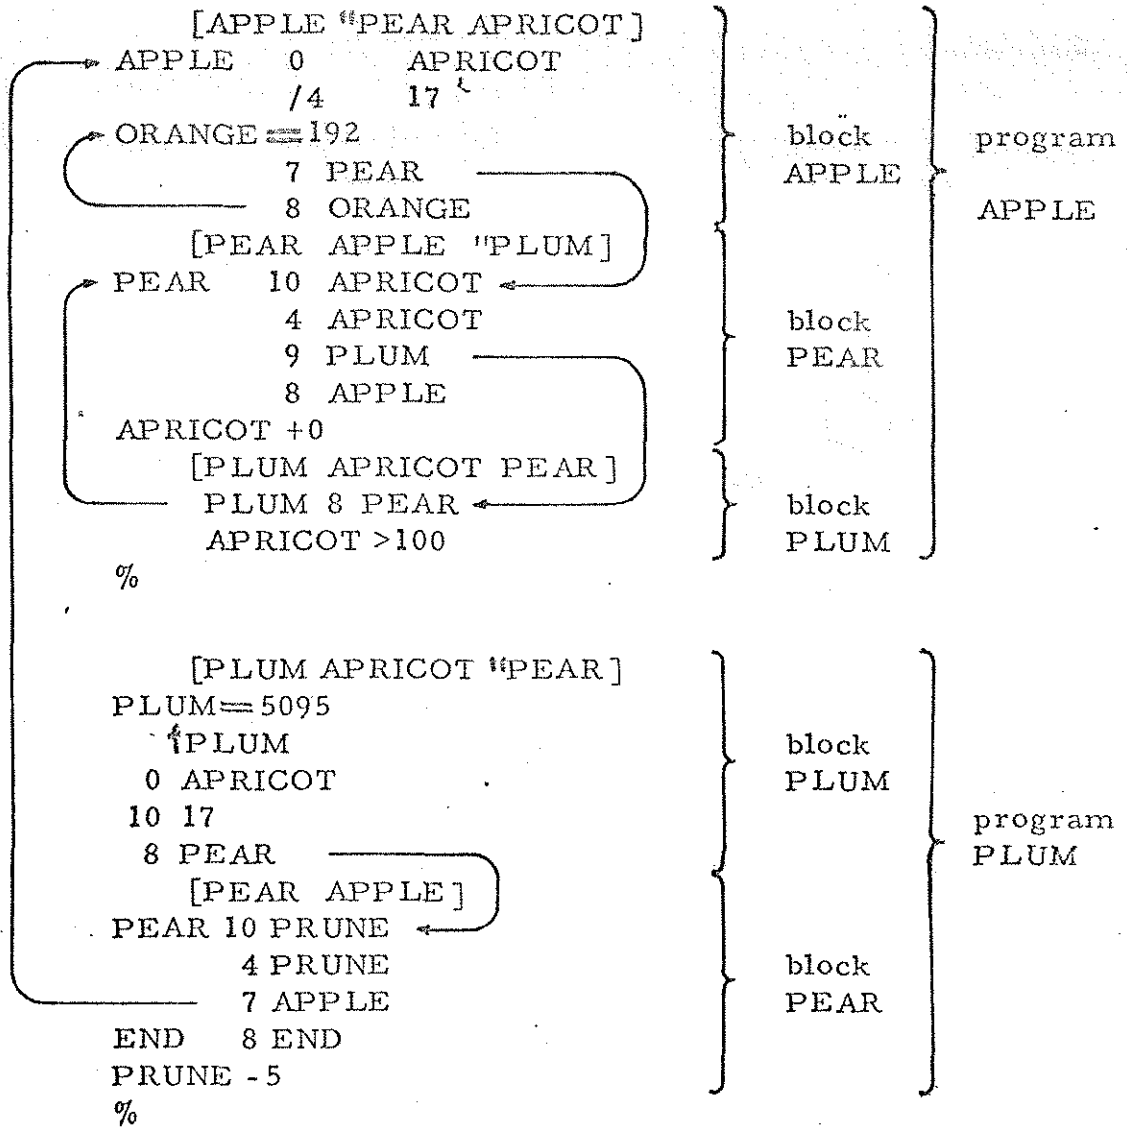 [APPLE "PEAR APRICOT]
APPLE 0 APRICOT
/4 17
ORANGE =192
7 PEAR
8 ORANGE
block
APPLE
program
APPLE
[PEAR APPLE "PLUM]
PEAR 10 APRICOT
4 APRICOT
9 PLUM
8 APPLE
APRICOT +0
block
PEAR
[PLUM APRICOT PEAR]
PLUM 8 PEAR
APRICOT >100
block
PLUM
%
[PLUM APRICOT "PEAR]
PLUM=5095
PLUM
0 APRICOT
10 17
8 PEAR
block
PLUM
program
PLUM
[PEAR APPLE]
PEAR 10 PRUNE
4 PRUNE
7 APPLE
END 8 END
PRUNE -5
block
PEAR
%